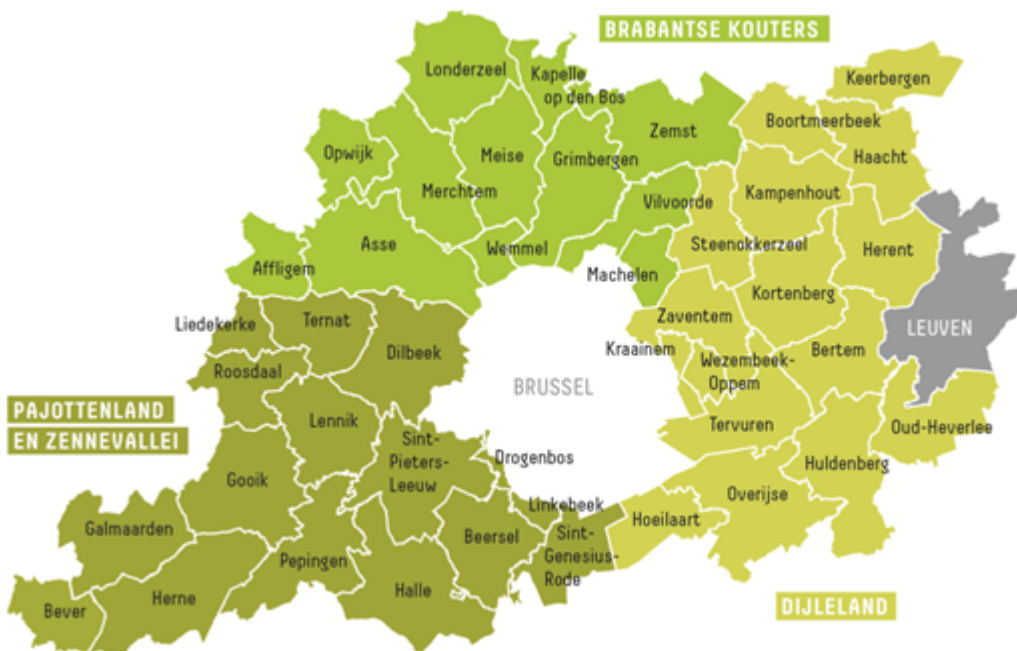 BRABANTSE KOUTERS
Keerbergen
Londerzeel
Kapelle
op den Bos
Boortmeerbeek
Zemst
Opwijk
Meise
Grimbergen
Haacht
Merchtem
Kampenhout
Vilvoorde
Asse
Wemmel
Steenokkerzeel
Herent
Affligem
Machelen
Kortenberg
Liedekerke
Ternat
Zaventem
LEUVEN
Dilbeek
Kraainem
Bertem
Roosdaal
Wezembeek-
Oppem
BRUSSEL
PAJOTTENLAND
EN ZENNEVALLEI
Lennik
Sint-
Pieters-
Leeuw
Tervuren
Oud-Heverlee
Drogenbos
Huldenberg
Gooik
Overijse
Linkebeek
Hoeilaart
Galmaarden
Beersel
Sint-
Genesius-
Rode
Pepingen
Halle
Herne
Bever
DIJLELAND